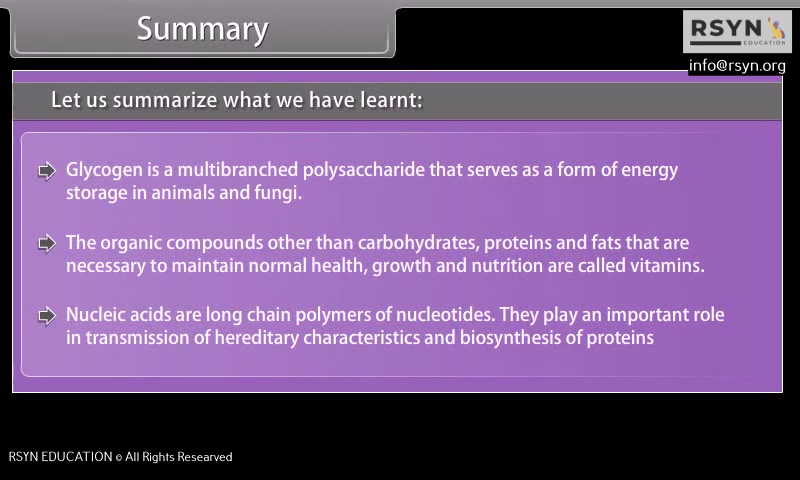 Summary
RSYN
EDUCATION
info@rsyn.org
Let us summarize what we have learnt:
Glycogen is a multibranched polysaccharide that serves as a form of energy
storage in animals and fungi.
The organic compounds other than carbohydrates, proteins and fats that are
necessary to maintain normal health, growth and nutrition are called vitamins.
Nucleic acids are long chain polymers of nucleotides. They play an important role
in transmission of hereditary characteristics and biosynthesis of proteins
RSYN EDUCATION © All Rights Researved